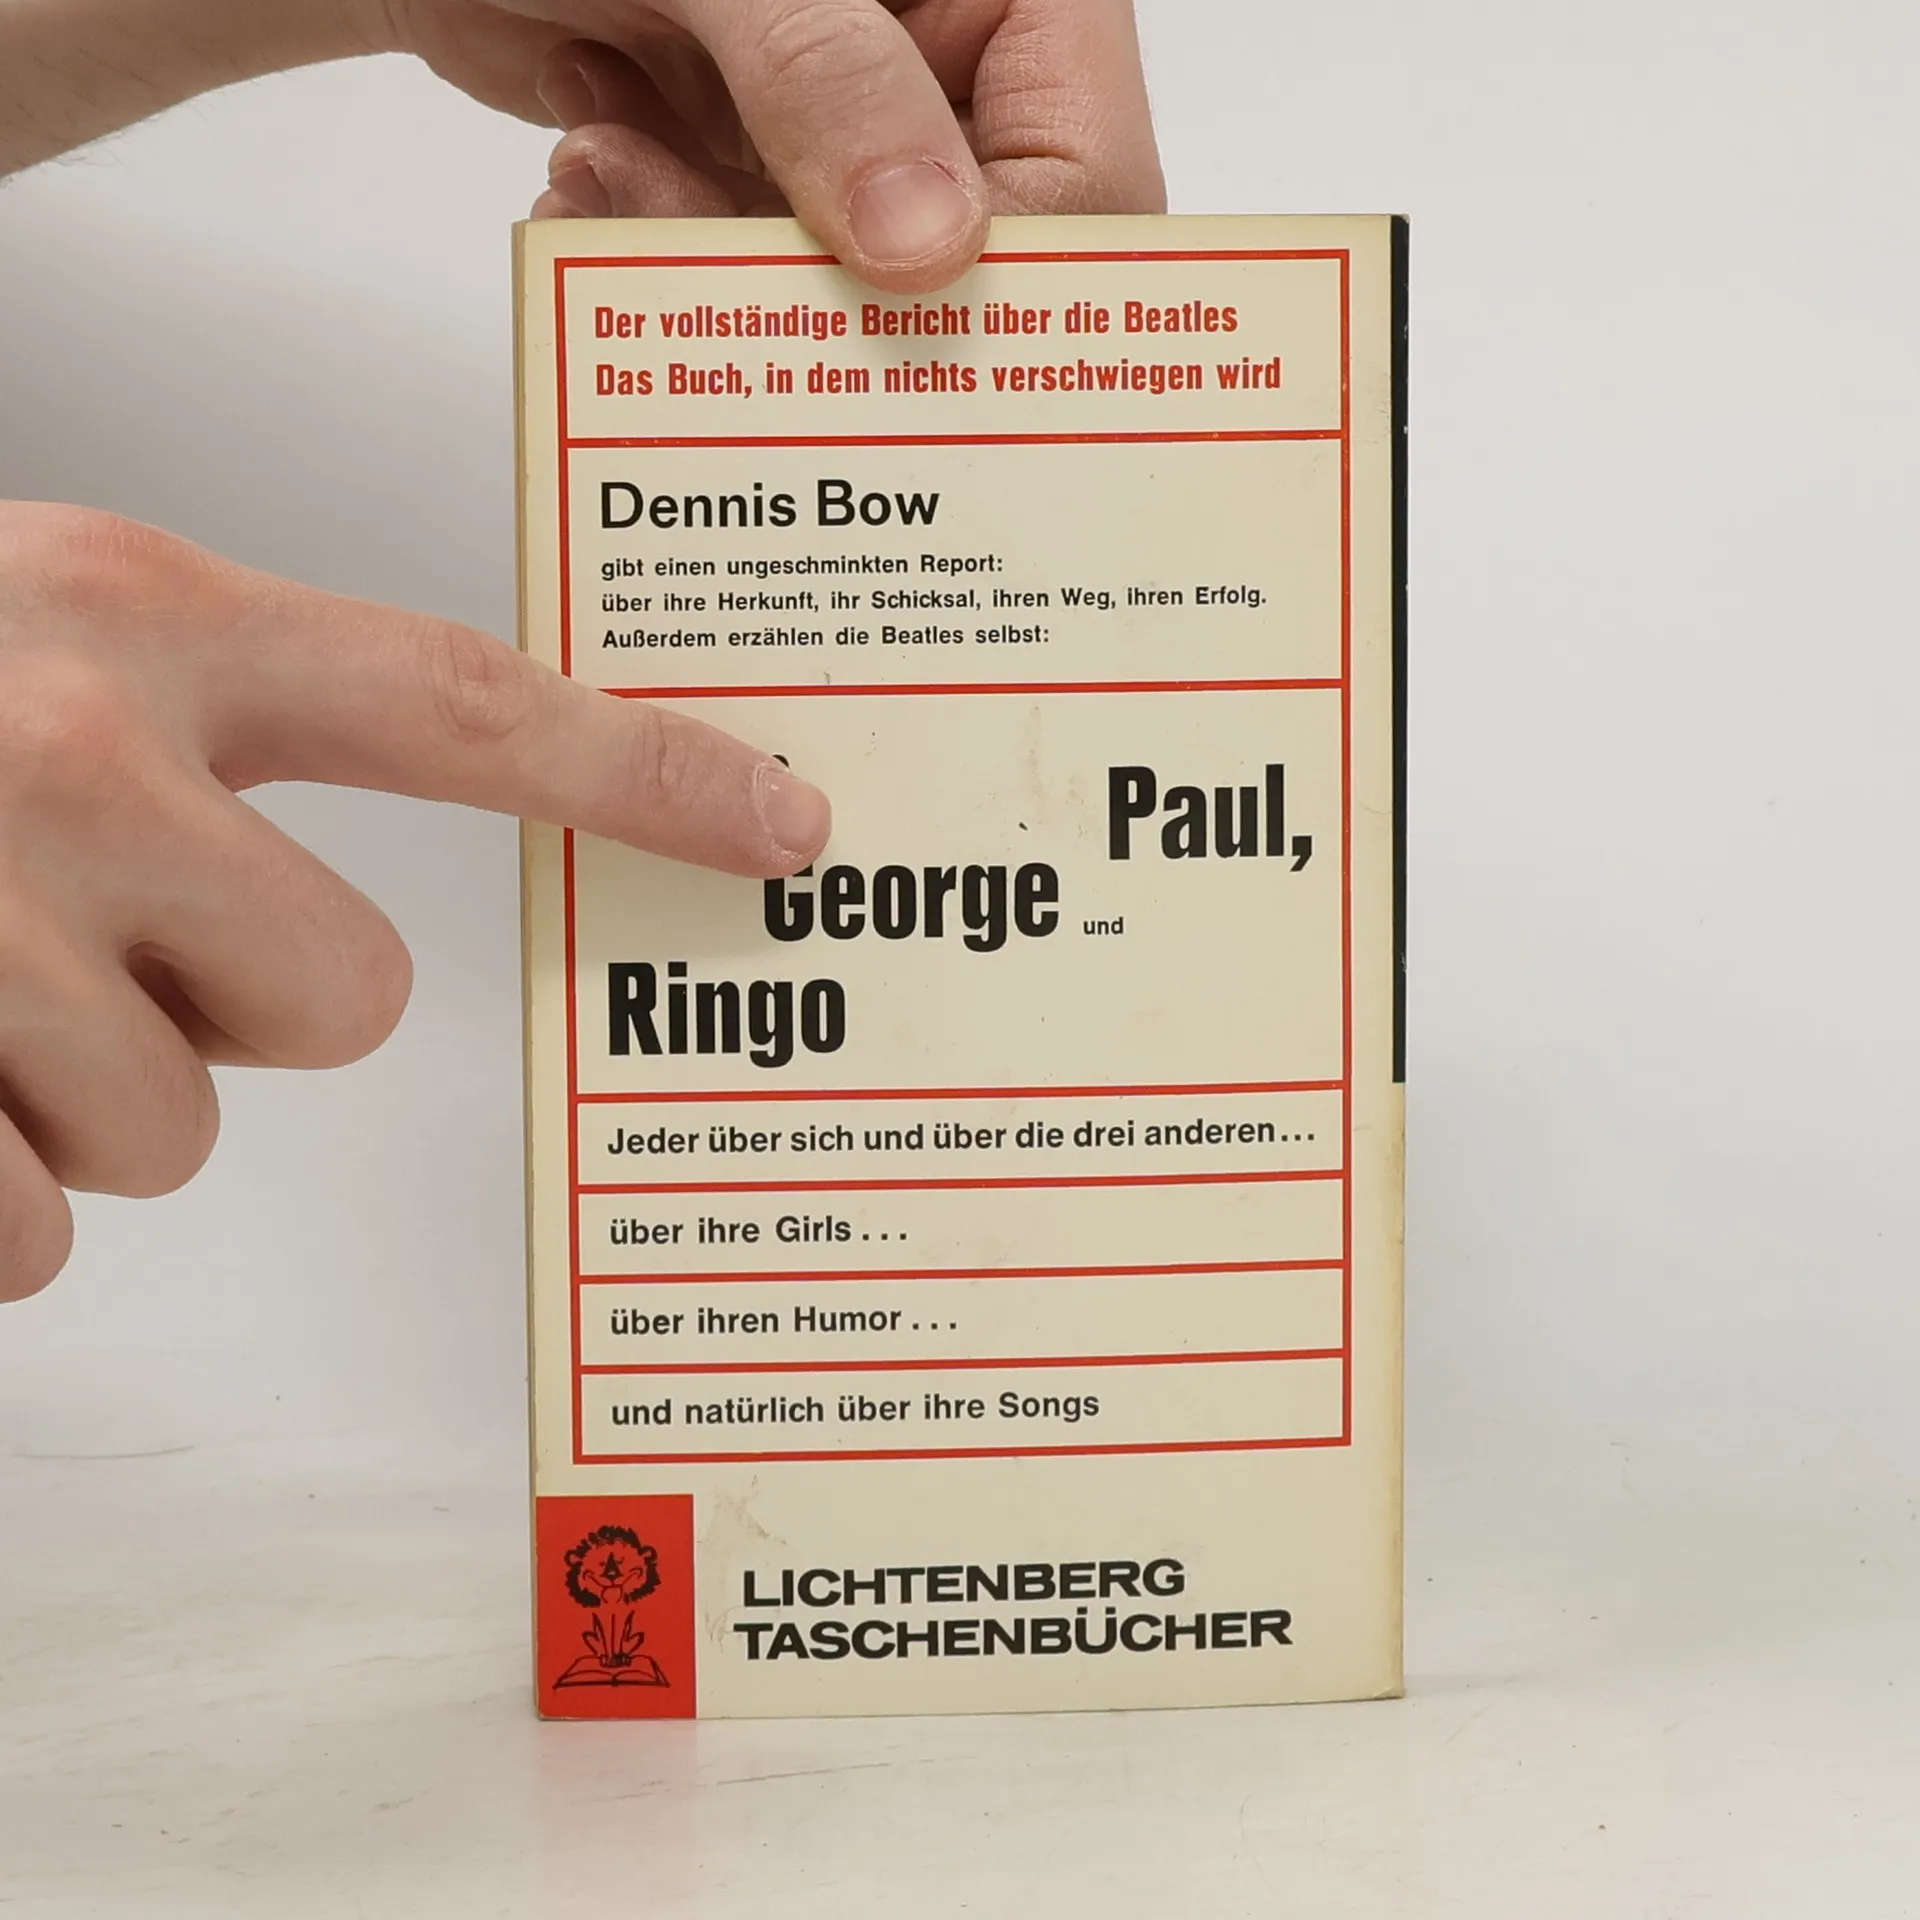 Der vollständige Bericht über die Beatles
Das Buch, in dem nichts verschwiegen wird
Dennis Bow
gibt einen ungeschminkten Report:
über ihre Herkunft, ihr Schicksal, ihren Weg, ihren Erfolg.
Außerdem erzählen die Beatles selbst:
Paul,
George und
Ringo
Jeder über sich und über die drei anderen...
über ihre Girls...
über ihren Humor...
und natürlich über ihre Songs
LICHTENBERG
TASCHENBÜCHER